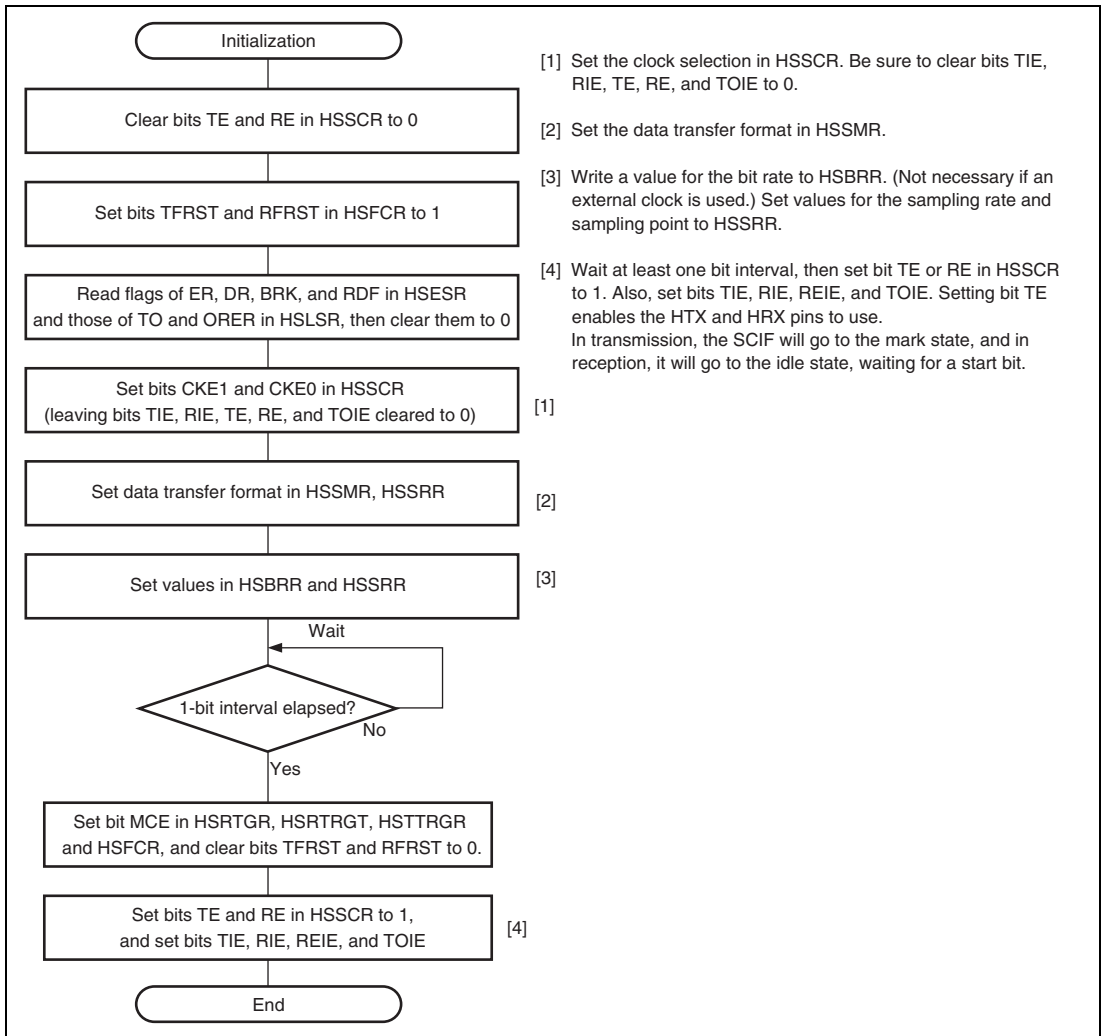 Initialization
Clear bits TE and RE in HSSCR to 0
Set bits TFRST and RFRST in HSFCR to 1
Read flags of ER, DR, BRK, and RDF in HSESR
and those of TO and ORER in HSLSR, then clear them to 0
Set bits CKE1 and CKE0 in HSSCR
(leaving bits TIE, RIE, TE, RE, and TOIE cleared to 0)
[1]
Set data transfer format in HSSMR, HSSRR
[2]
Set values in HSBRR and HSSRR
[3]
Wait
1-bit interval elapsed?
No
Yes
Set bit MCE in HSRTGR, HSRTRGT, HSTTRGR
and HSFCR, and clear bits TFRST and RFRST to 0.
Set bits TE and RE in HSSCR to 1,
and set bits TIE, RIE, REIE, and TOIE
[4]
End
[1] Set the clock selection in HSSCR. Be sure to clear bits TIE,
RIE, TE, RE, and TOIE to 0.
[2] Set the data transfer format in HSSMR.
[3] Write a value for the bit rate to HSBRR. (Not necessary if an
external clock is used.) Set values for the sampling rate and
sampling point to HSSRR.
[4] Wait at least one bit interval, then set bit TE or RE in HSSCR
to 1. Also, set bits TIE, RIE, REIE, and TOIE. Setting bit TE
enables the HTX and HRX pins to use.
In transmission, the SCIF will go to the mark state, and in
reception, it will go to the idle state, waiting for a start bit.